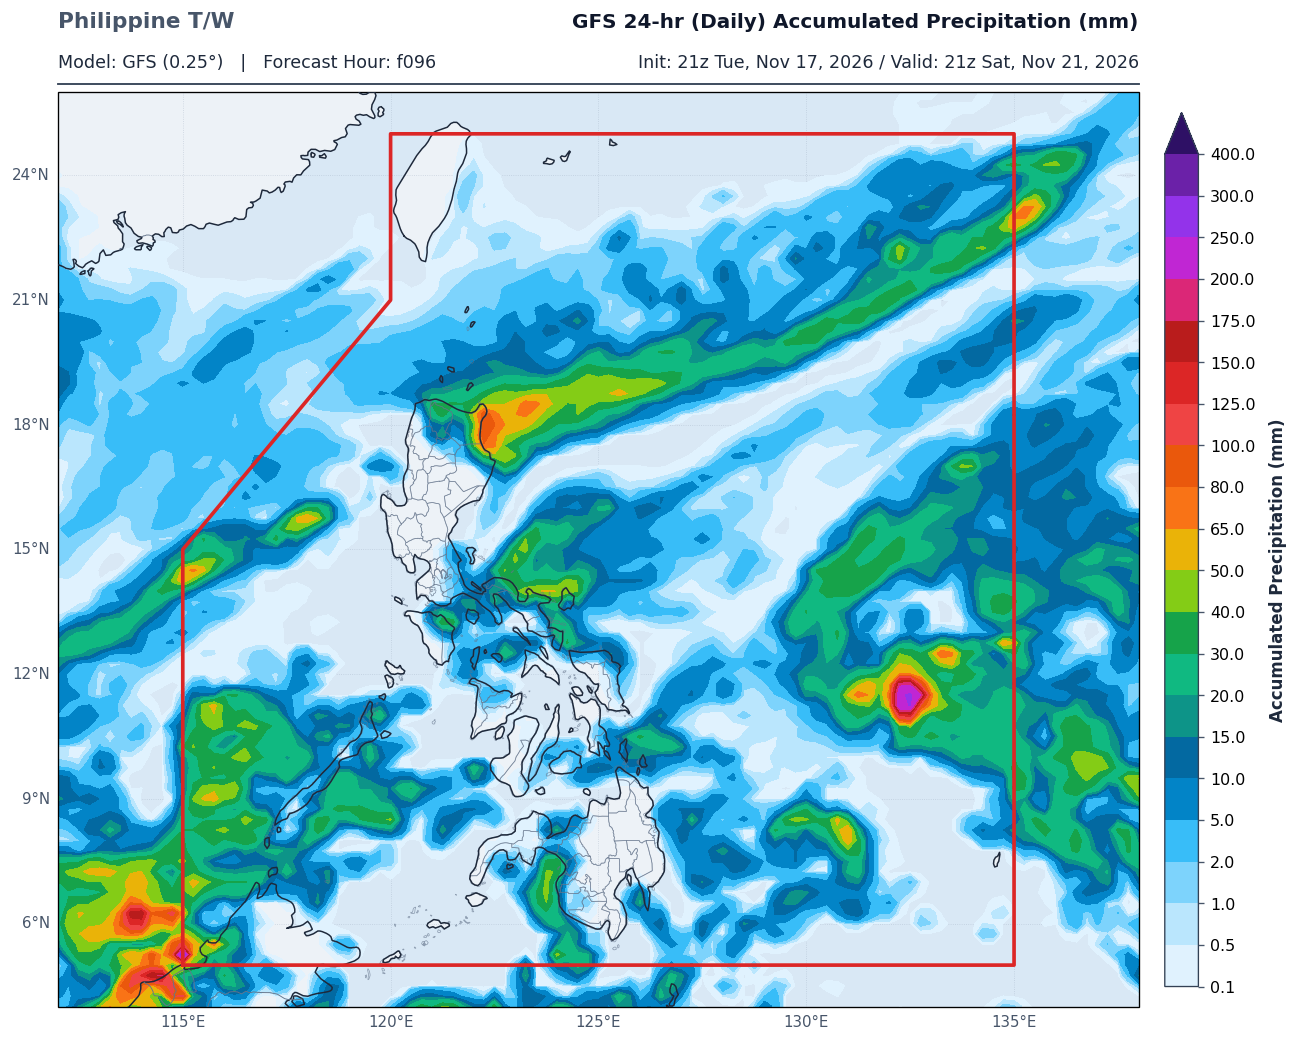 Philippine T/W
GFS 24-hr (Daily) Accumulated Precipitation (mm)
Model: GFS (0.25°) | Forecast Hour: f096
Init: 21z Tue, Nov 17, 2026 / Valid: 21z Sat, Nov 21, 2026
24°N
21°N
18°N
15°N
12°N
9°N
6°N
115°E
120°E
125°E
130°E
135°E
400.0
300.0
250.0
200.0
175.0
150.0
125.0
100.0
80.0
65.0
50.0
40.0
30.0
20.0
15.0
10.0
5.0
2.0
1.0
0.5
0.1
Accumulated Precipitation (mm)